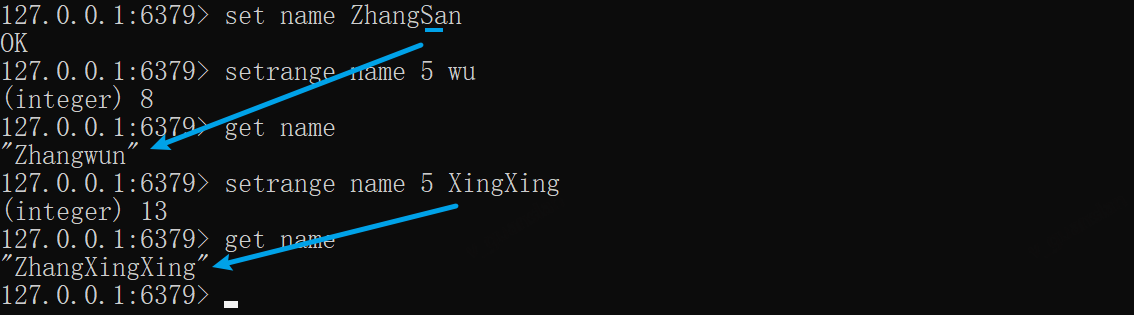 127.0.0.1:6379> set name ZhangSan
OK
127.0.0.1:6379> setrange name 5 wu
(integer) 8
127.0.0.1:6379> get name
"Zhangwun"
127.0.0.1:6379> setrange name 5 XingXing
(integer) 13
127.0.0.1:6379> get name
"ZhangXingXing"
127.0.0.1:6379>